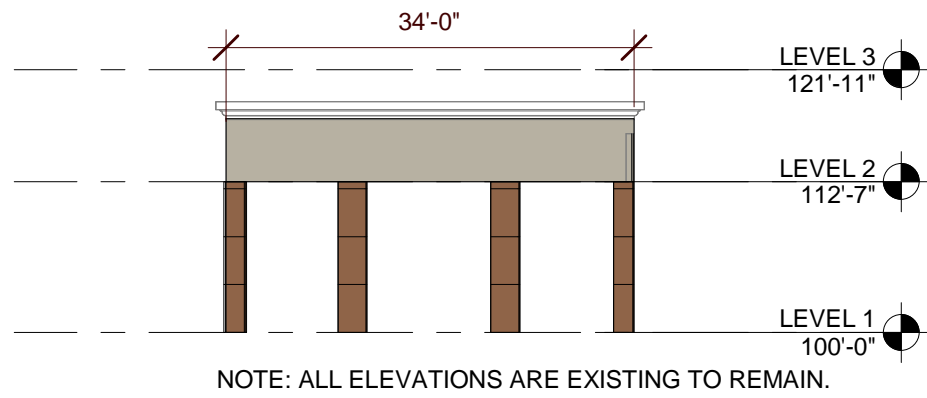 34'-0"
LEVEL 3
121'-11"
LEVEL 2
112'-7"
LEVEL 1
100'-0"
NOTE: ALL ELEVATIONS ARE EXISTING TO REMAIN.